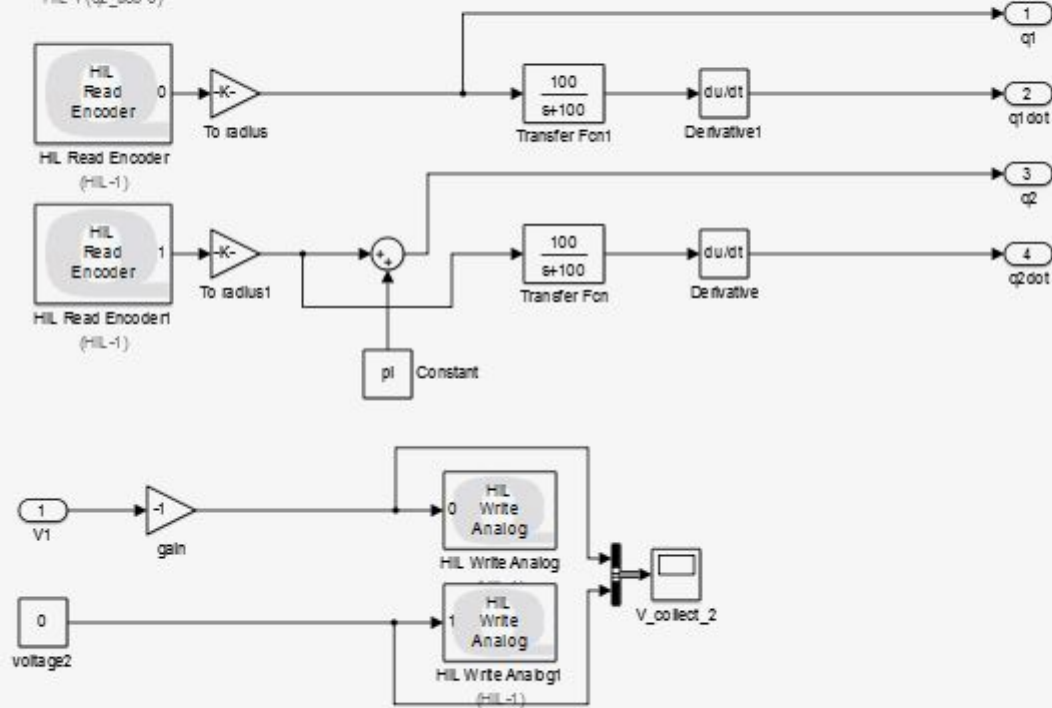 1
q1
HIL
Read
Encoder
0
-K-
To radius
100
s+100
Transfer Fcn1
du/dt
Derivative1
2
q1dot
HIL Read Encoder
(HIL-1)
3
q2
HIL
Read
Encoder
1
-K-
To radius1
+
+
100
s+100
Transfer Fcn
du/dt
Derivative
4
q2dot
HIL Read Encoder1
(HIL-1)
pi
Constant
1
V1
-1
gain
0
HIL
Write
Analog
HIL Write Analog
V_collect_2
0
voltage2
1
HIL
Write
Analog
HIL Write Analog1
(HIL-1)